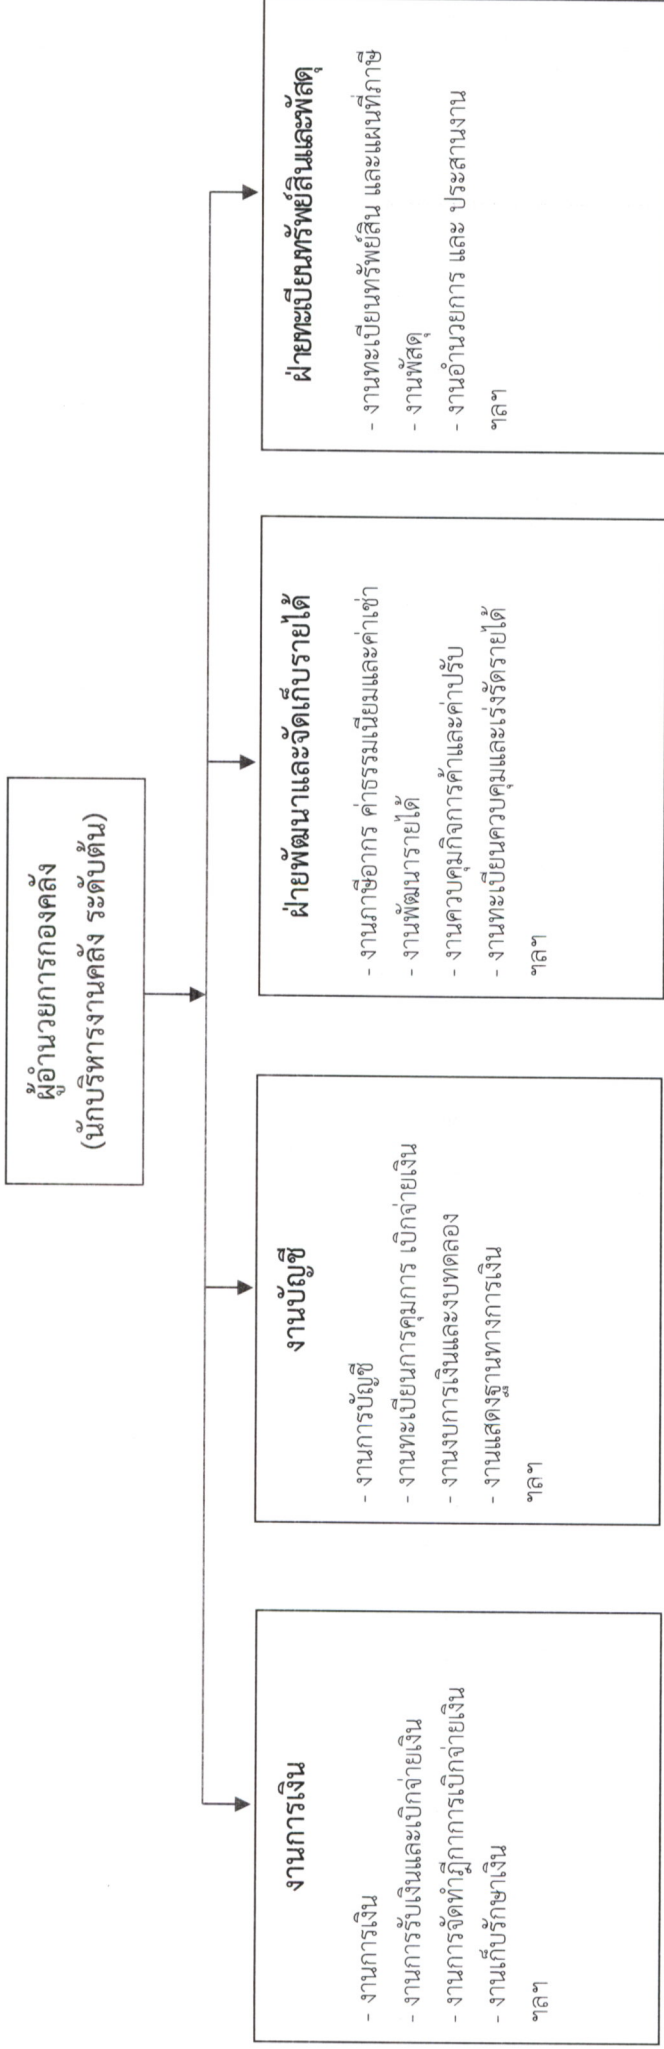 ผู้อำนวยการกองคลัง
(นักบริหารงานคลัง ระดับต้น)
งานการเงิน
- งานการเงิน
- งานการรับเงินและเบิกจ่ายเงิน
- งานการจัดทำฎีกาการเบิกจ่ายเงิน
- งานเก็บรักษาเงิน
ฯลฯ
งานบัญชี
- งานการบัญชี
- งานทะเบียนการคุมการ เบิกจ่ายเงิน
- งานงบการเงินและงบทดลอง
- งานแสดงฐานทางการเงิน
ฯลฯ
ฝ่ายพัฒนาและจัดเก็บรายได้
- งานภาษีอากร ค่าธรรมเนียมและค่าเช่า
- งานพัฒนารายได้
- งานควบคุมกิจการค้าและค่าปรับ
- งานทะเบียนควบคุมและเร่งรัดรายได้
ฯลฯ
ฝ่ายทะเบียนทรัพย์สินและพัสดุ
- งานทะเบียนทรัพย์สิน และแผนที่ภาษี
- งานพัสดุ
- งานอำนวยการ และ ประสานงาน
ฯลฯ